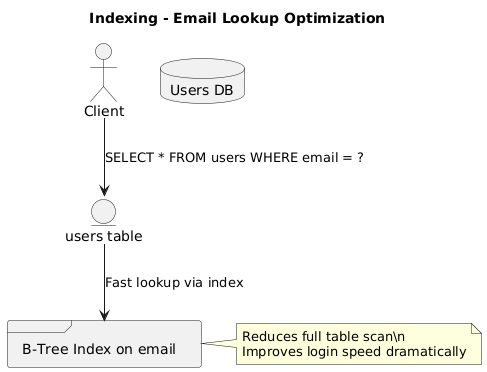 Indexing - Email Lookup Optimization
Users DB
Client
SELECT * FROM users WHERE email = ?
users table
Fast lookup via index
B-Tree Index on email
Reduces full table scan\n
Improves login speed dramatically